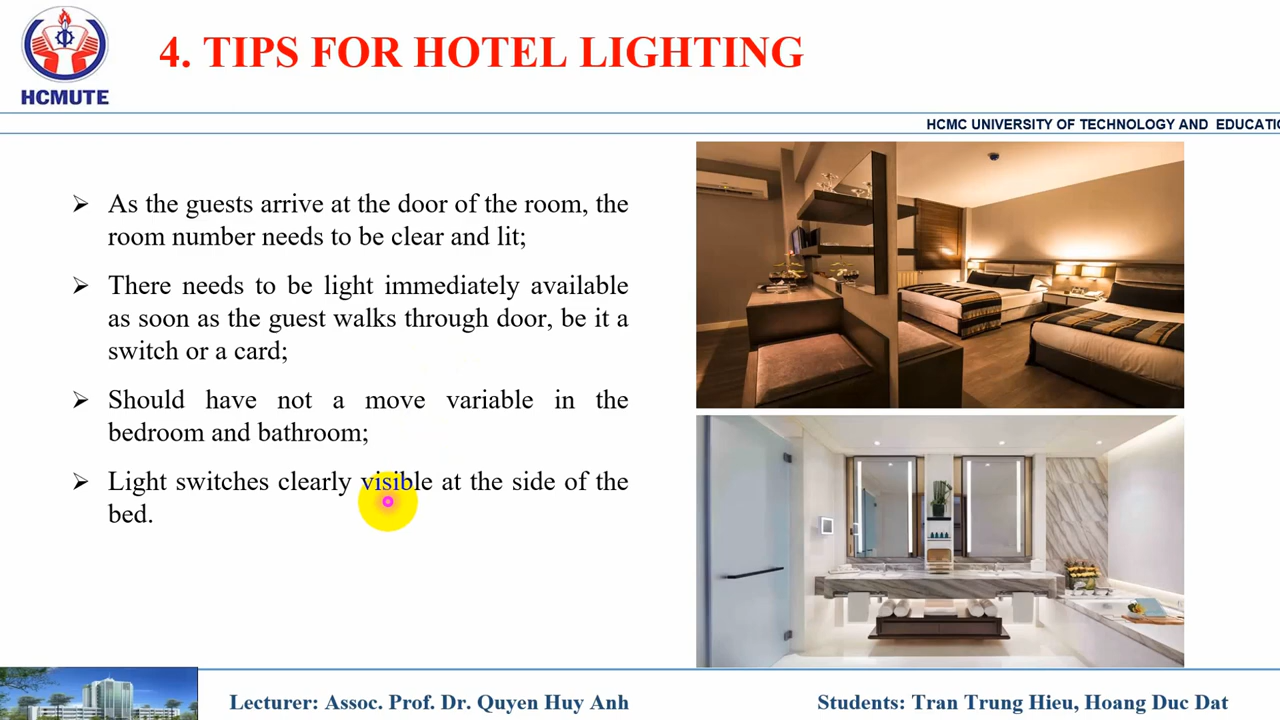 HCMUTE
4. TIPS FOR HOTEL LIGHTING
HCMC UNIVERSITY OF TECHNOLOGY AND EDUCATIO
As the guests arrive at the door of the room, the
room number needs to be clear and lit;
There needs to be light immediately available
as soon as the guest walks through door, be it a
switch or a card;
Should have not a move variable in the
bedroom and bathroom;
Light switches clearly visible at the side of the
bed.
Lecturer: Assoc. Prof. Dr. Quyen Huy Anh
Students: Tran Trung Hieu, Hoang Duc Dat